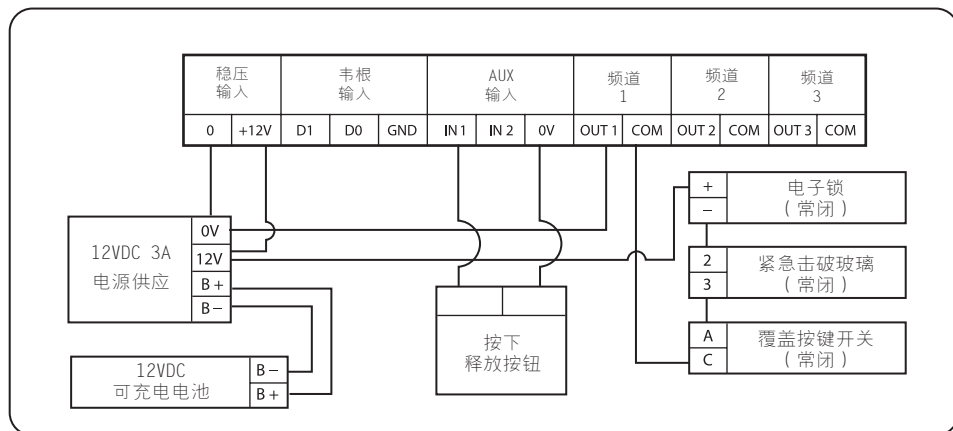 稳压 韦根 AUX 频道 频道 频道
输入 输入 输入 1 2 3
0 +12V D1 D0 GND IN 1 IN 2 0V OUT 1 COM OUT 2 COM OUT 3 COM
12VDC 3A
电源供应
0V
12V
B+
B-
12VDC
可充电电池
B-
B+
按下
释放按钮
+
-
电子锁
(常闭)
2
3
紧急击破玻璃
(常闭)
A
C
覆盖按键开关
(常闭)